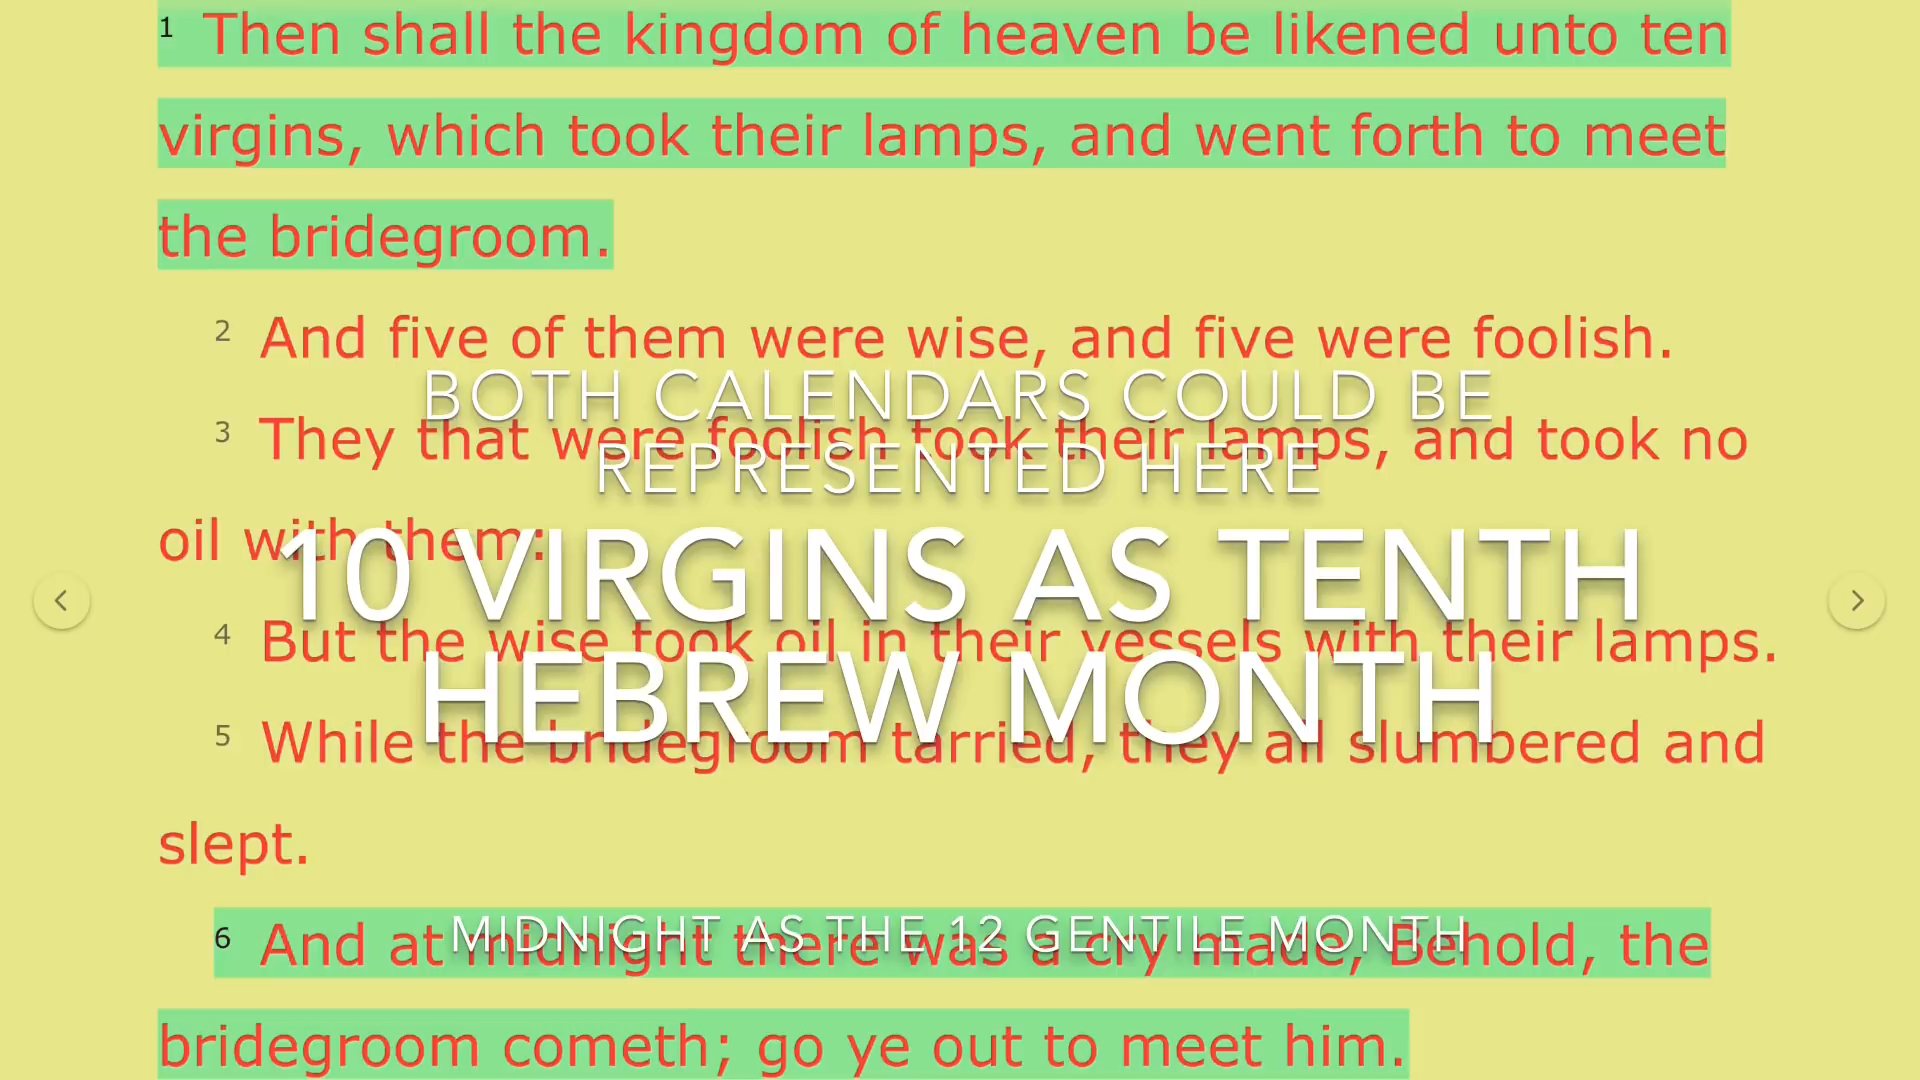 1 Then shall the kingdom of heaven be likened unto ten
virgins, which took their lamps, and went forth to meet
the bridegroom.
2 And five of them were wise, and five were foolish.
BOTH CALENDARS COULD BE
3 They that were foolish took their lamps, and took no
REPRESENTED HERE
oil with them:
10 VIRGINS AS TENTH
4 But the wise took oil in their vessels with their lamps.
HEBREW MONTH
5 While the bridegroom tarried, they all slumbered and
slept.
MIDNIGHT AS THE 12 GENTILE MONTH
6 And at midnight there was a cry made, Behold, the
bridegroom cometh; go ye out to meet him.